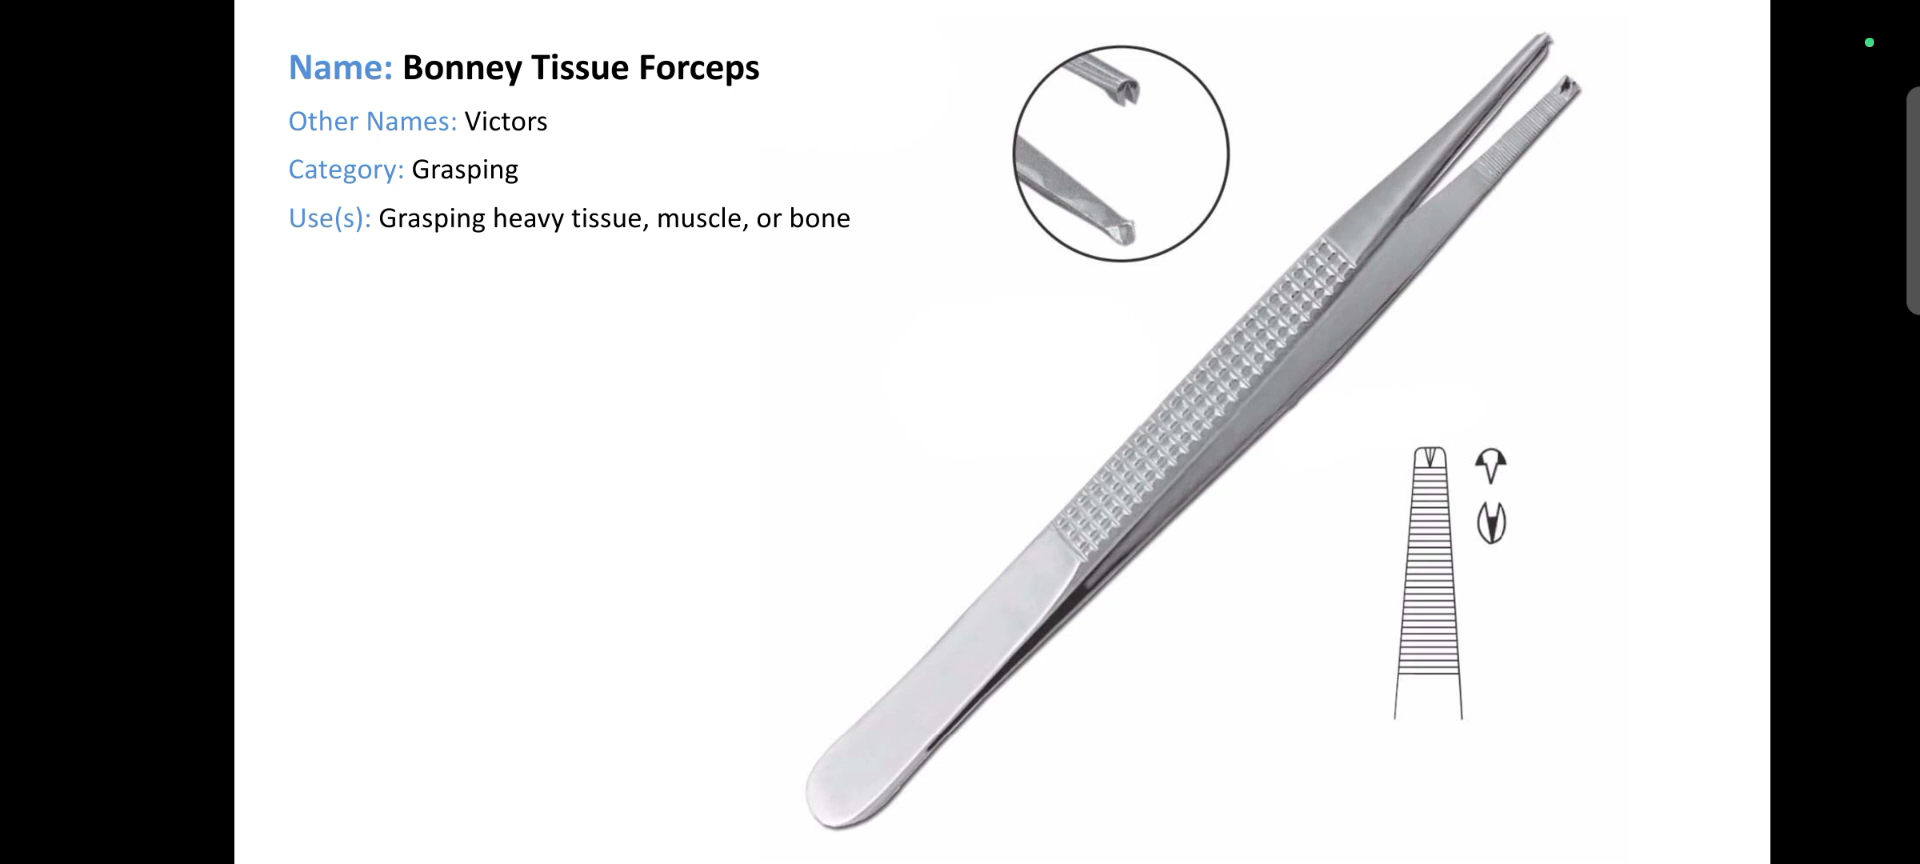 Name: Bonney Tissue Forceps
Other Names: Victors
Category: Grasping
Use(s): Grasping heavy tissue, muscle, or bone